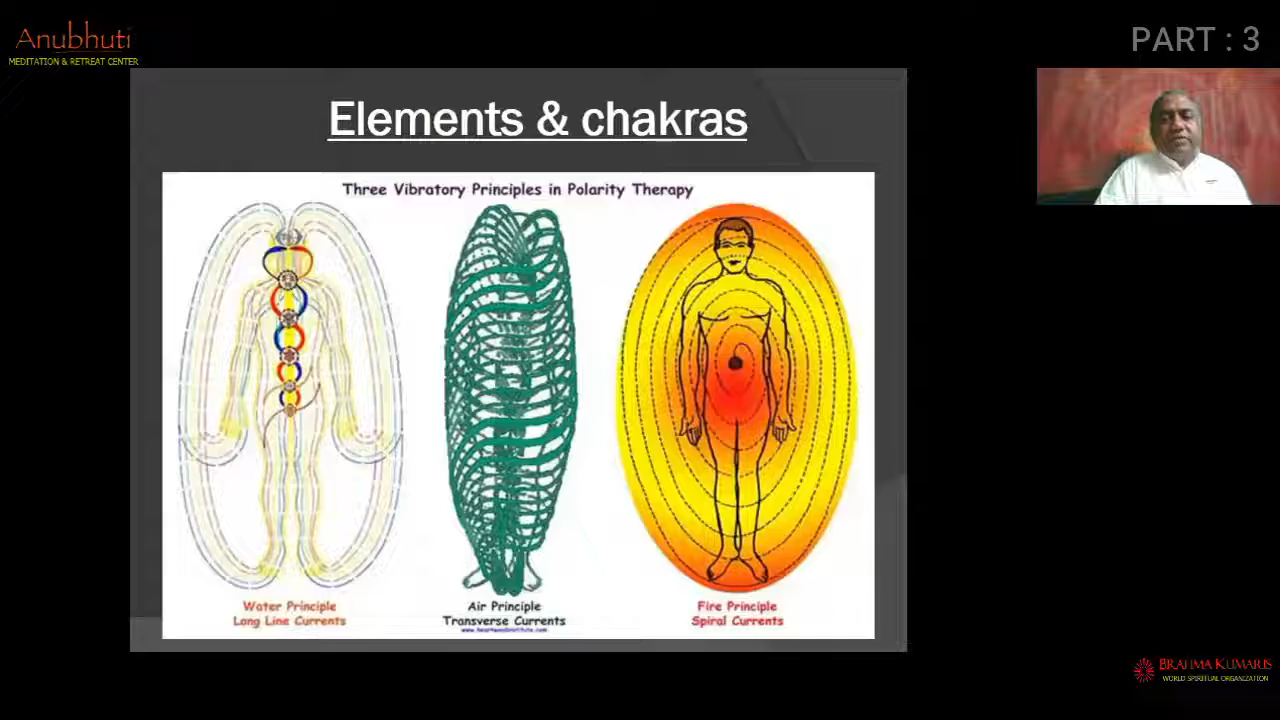 Anubhuti
MEDITATION & RETREAT CENTER
PART : 3
Elements & chakras
Three Vibratory Principles in Polarity Therapy
Water Principle
Long Line Currents
Air Principle
Transverse Currents
Fire Principle
Spiral Currents
BRAHMA KUMARIS
WORLD SPIRITUAL ORGANIZATION